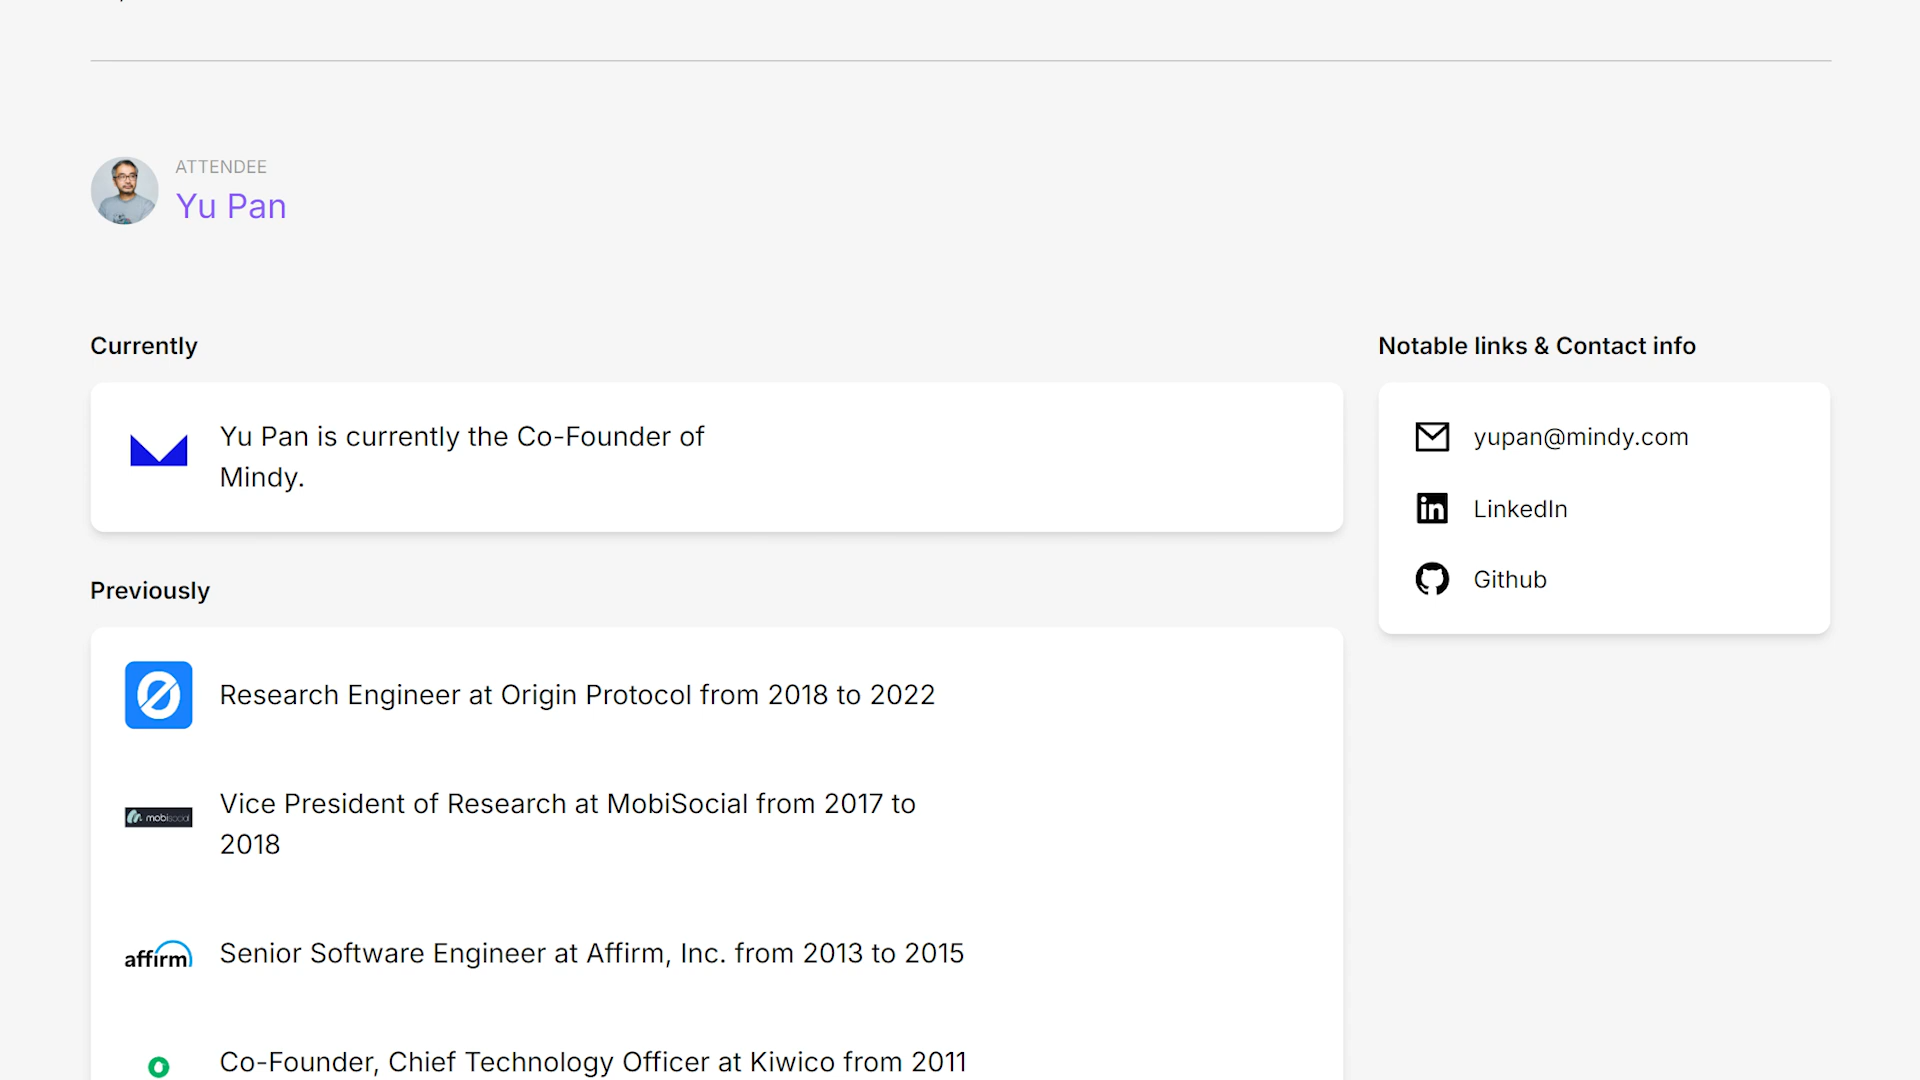 ATTENDEE
Yu Pan
Currently
Notable links & Contact info
Yu Pan is currently the Co-Founder of
Mindy.
yupan@mindy.com
LinkedIn
Github
Previously
Research Engineer at Origin Protocol from 2018 to 2022
mobisocial
Vice President of Research at MobiSocial from 2017 to
2018
affirm
Senior Software Engineer at Affirm, Inc. from 2013 to 2015
Co-Founder, Chief Technology Officer at Kiwico from 2011